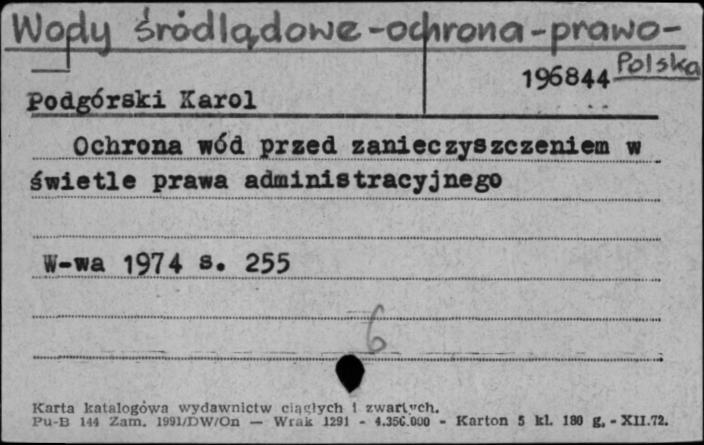 Wody śródlądowe-ochrona-prawo-
Polska
196844
Podgórski Karol
Ochrona wód przed zanieczyszczeniem w
świetle prawa administracyjnego
W-wa 1974 s. 255
6
Karta katalogowa wydawnictw ciągłych i zwartych.
Pu-B 144 Zam. 1991/DW/On — Wrak 1291 - 4.356.000 - Karton 5 kl. 180 g. - XII.72.